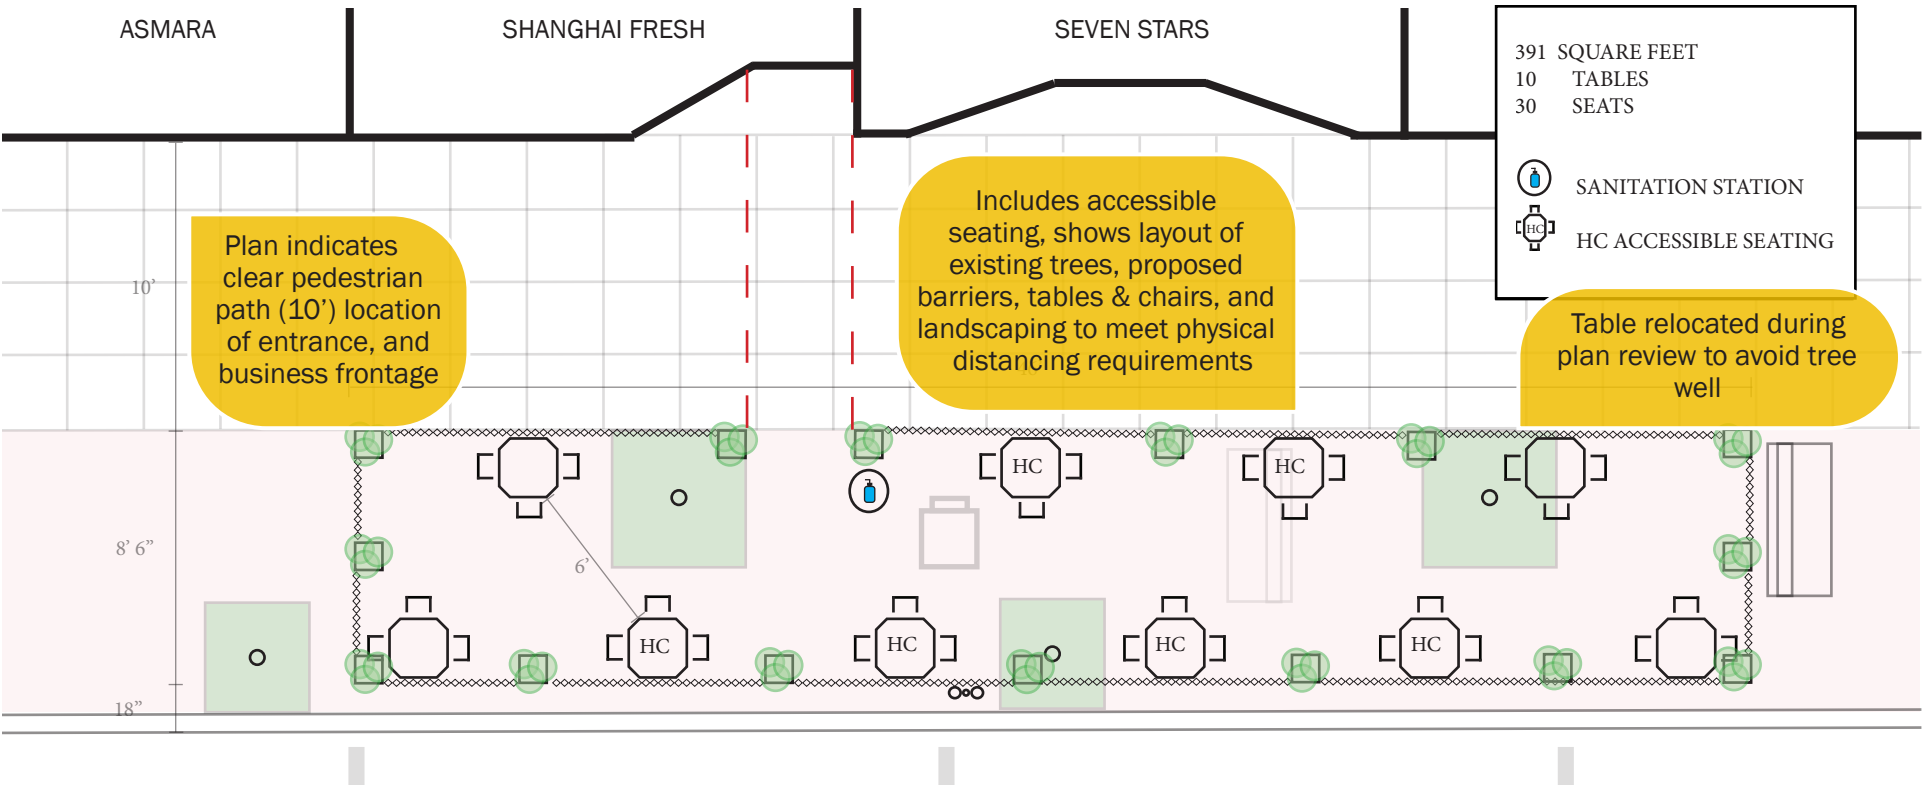 ASMARA
SHANGHAI FRESH
SEVEN STARS
391 SQUARE FEET
10 TABLES
30 SEATS
SANITATION STATION
HC
HC ACCESSIBLE SEATING
Plan indicates
clear pedestrian
path (10’) location
of entrance, and
business frontage
Includes accessible
seating, shows layout of
existing trees, proposed
barriers, tables & chairs, and
landscaping to meet physical
distancing requirements
Table relocated during
plan review to avoid tree
well
10’
HC
HC
8’ 6”
6’
HC
HC
HC
HC
18”